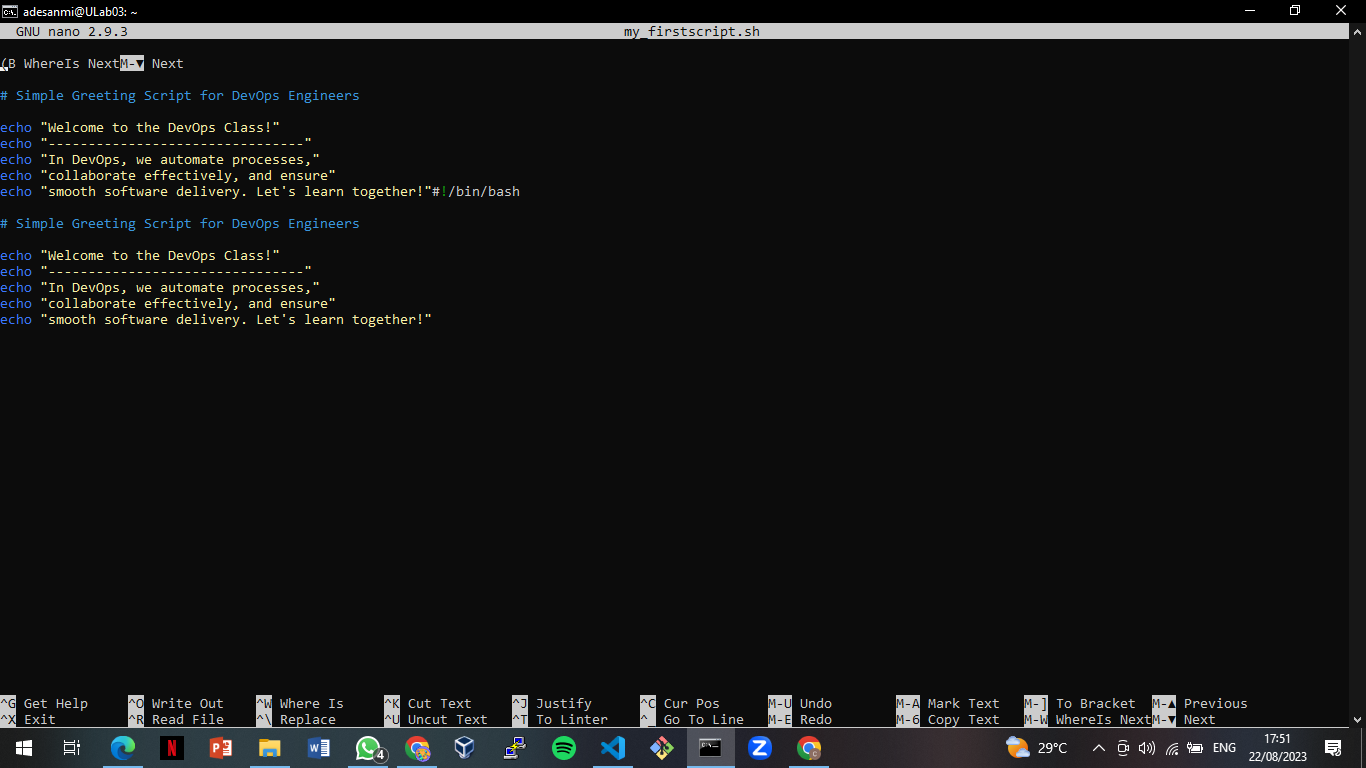 adesanmi@ULab03: ~
GNU nano 2.9.3 my_firstscript.sh
(B WhereIs NextM-▼ Next
# Simple Greeting Script for DevOps Engineers
echo "Welcome to the DevOps Class!"
echo "--------------------------------"
echo "In DevOps, we automate processes,"
echo "collaborate effectively, and ensure"
echo "smooth software delivery. Let's learn together!"#!/bin/bash
# Simple Greeting Script for DevOps Engineers
echo "Welcome to the DevOps Class!"
echo "--------------------------------"
echo "In DevOps, we automate processes,"
echo "collaborate effectively, and ensure"
echo "smooth software delivery. Let's learn together!"
^G Get Help ^O Write Out ^W Where Is ^K Cut Text ^J Justify ^C Cur Pos M-U Undo M-A Mark Text M-] To Bracket M-▲ Previous
^X Exit ^R Read File ^\ Replace ^U Uncut Text ^T To Linter ^_ Go To Line M-E Redo M-6 Copy Text M-W WhereIs Next M-▼ Next
4 29°C ENG 17:51
22/08/2023